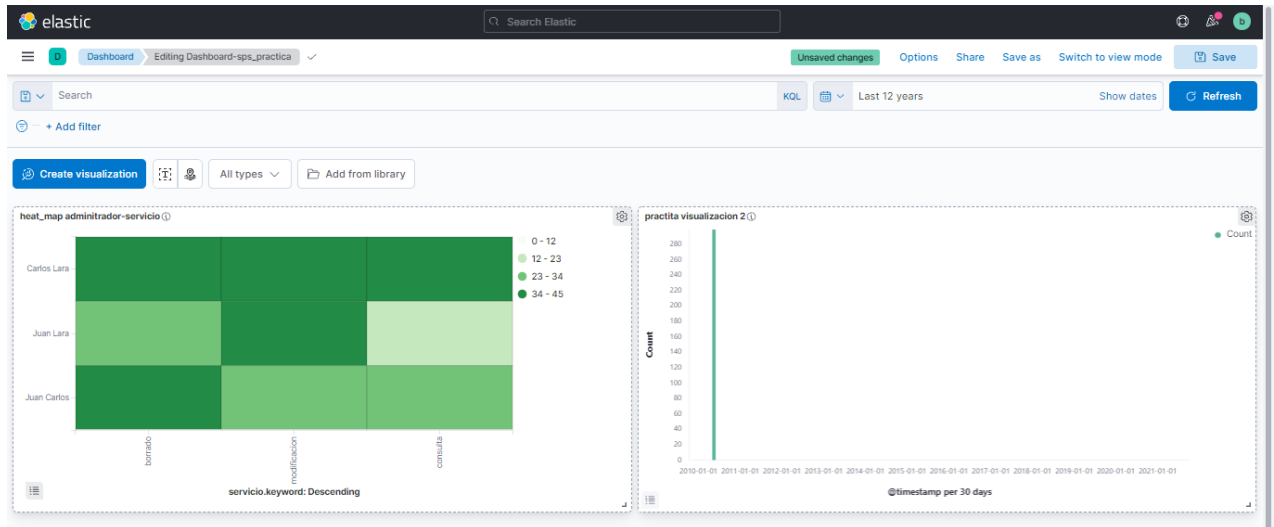 elastic
Search Elastic
b
D
Dashboard
Editing Dashboard-sps_practica
Unsaved changes
Options
Share
Save as
Switch to view mode
Save
Search
KQL
Last 12 years
Show dates
Refresh
+ Add filter
Create visualization
T
All types
Add from library
heat_map adminitrador-servicio
Carlos Lara
Juan Lara
Juan Carlos
borrado
modificacion
consulta
servicio.keyword: Descending
0 - 12
12 - 23
23 - 34
34 - 45
practita visualizacion 2
Count
280
260
240
220
200
180
160
140
120
100
80
60
40
20
0
Count
2010-01-01 2011-01-01 2012-01-01 2013-01-01 2014-01-01 2015-01-01 2016-01-01 2017-01-01 2018-01-01 2019-01-01 2020-01-01 2021-01-01
@timestamp per 30 days